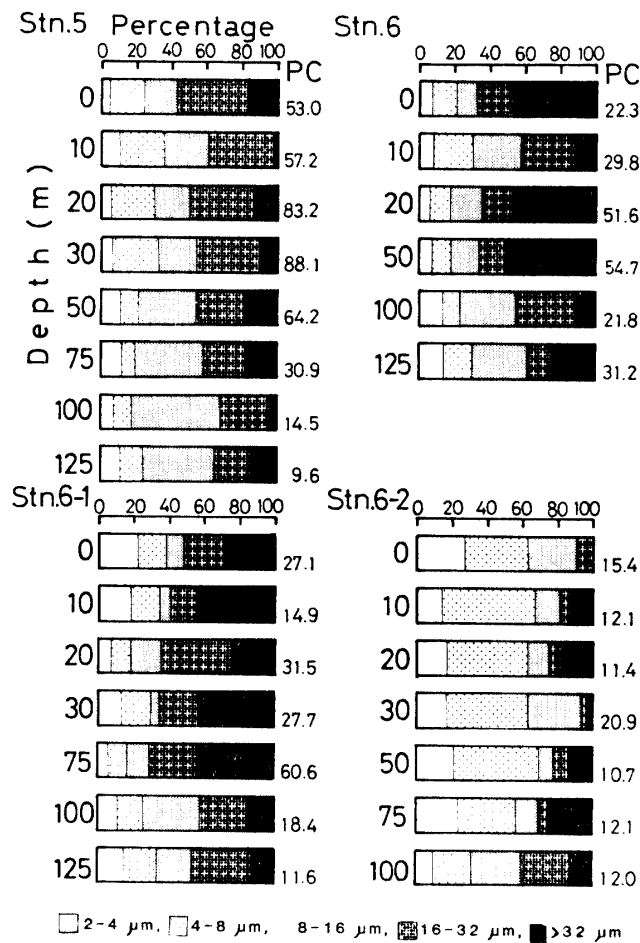 Stn.5 Percentage
0 20 40 60 80 100
PC
0 53.0
10 57.2
20 83.2
30 88.1
50 64.2
75 30.9
100 14.5
125 9.6
Depth (m)
Stn.6
0 20 40 60 80 100
PC
0 22.3
10 29.8
20 51.6
50 54.7
100 21.8
125 31.2
Stn.6-1
0 20 40 60 80 100
0 27.1
10 14.9
20 31.5
30 27.7
75 60.6
100 18.4
125 11.6
Stn.6-2
0 20 40 60 80 100
0 15.4
10 12.1
20 11.4
30 20.9
50 10.7
75 12.1
100 12.0
2-4 µm, 4-8 µm, 8-16 µm, 16-32 µm, >32 µm